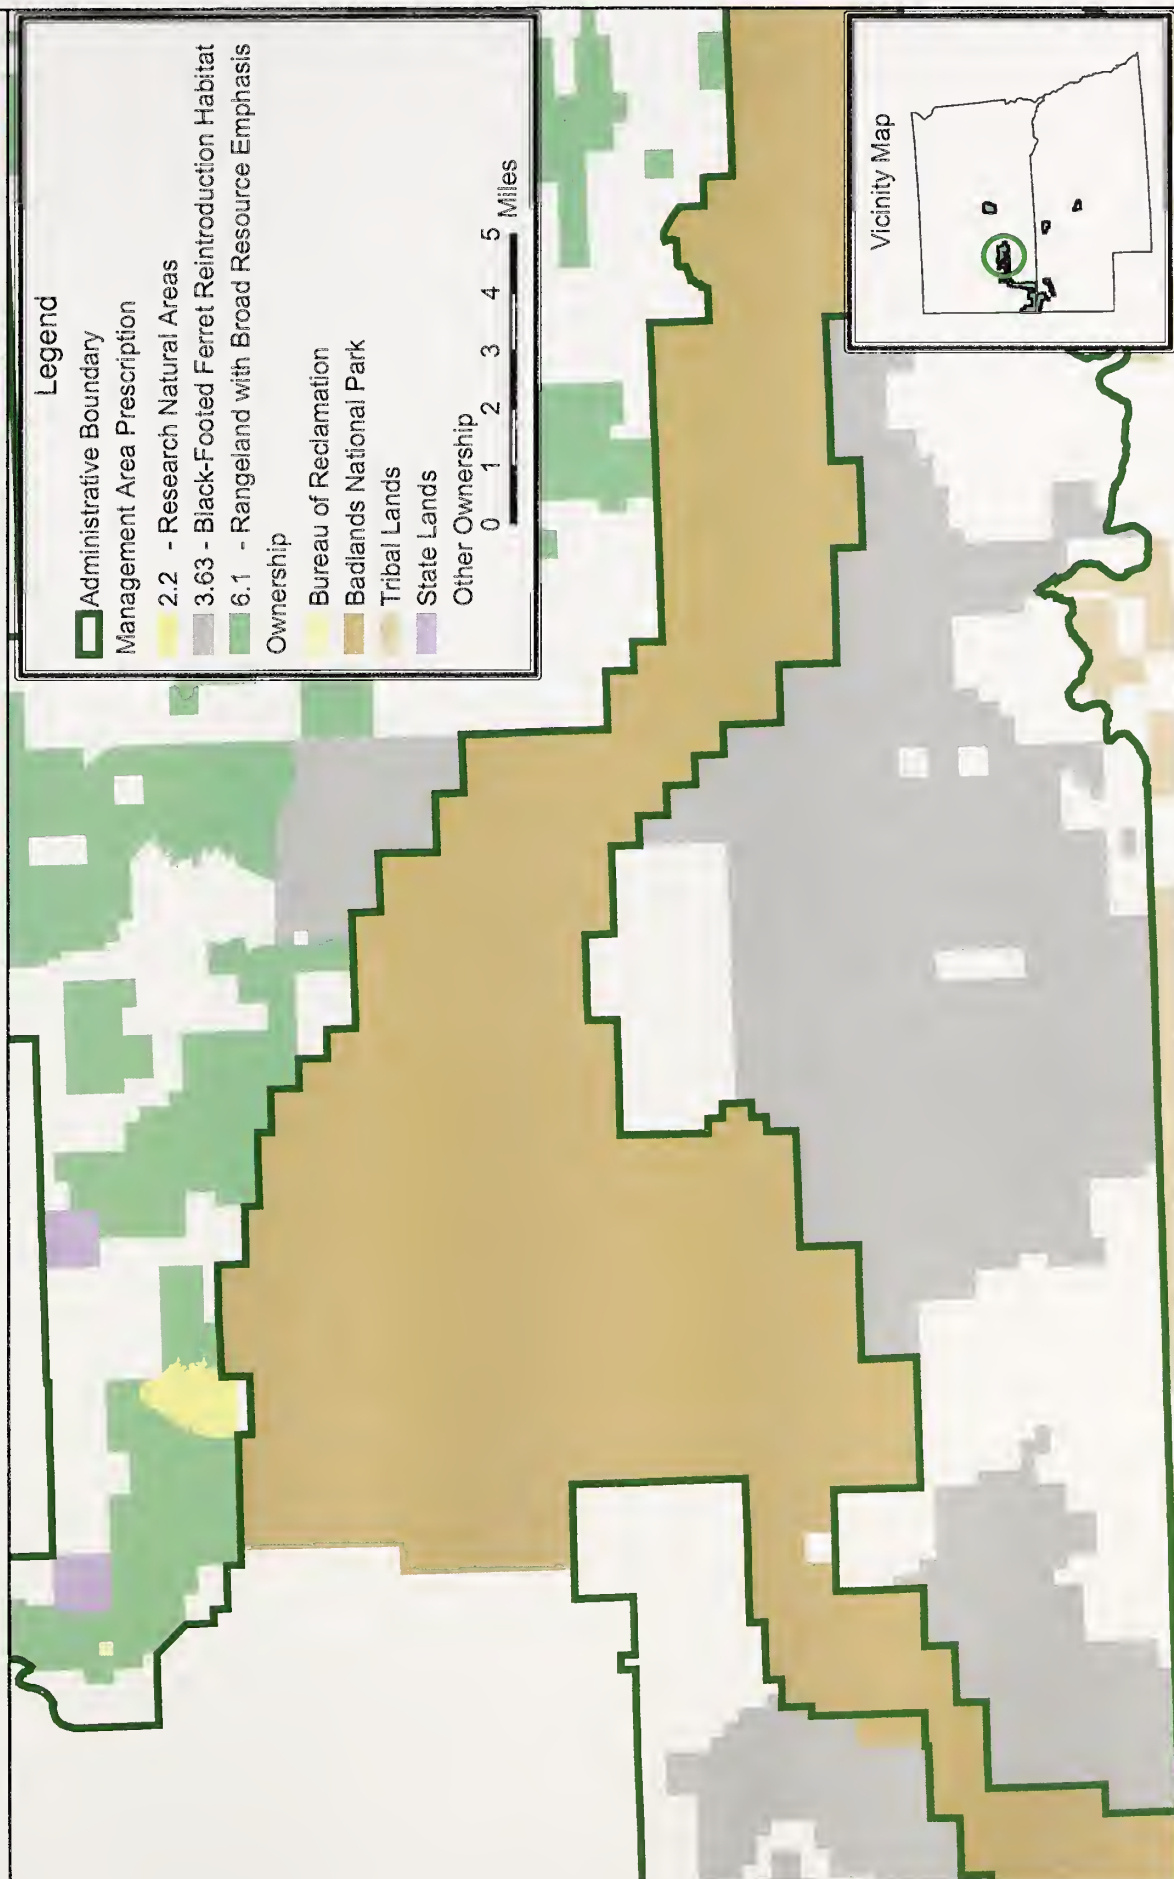 Legend
Administrative Boundary
Management Area Prescription
2.2 - Research Natural Areas
3.63 - Black-Footed Ferret Reintroduction Habitat
6.1 - Rangeland with Broad Resource Emphasis
Ownership
Bureau of Reclamation
Badlands National Park
Tribal Lands
State Lands
Other Ownership
0 1 2 3 4 5
Miles
Vicinity Map